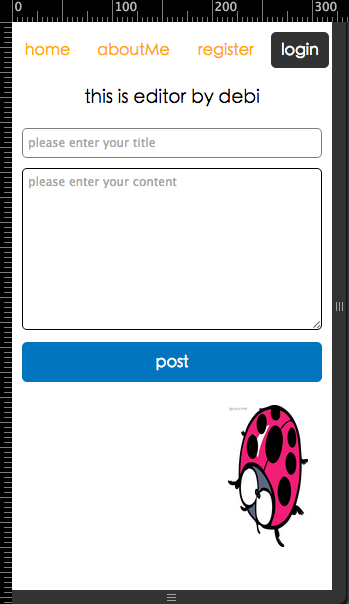 0 100 200 300
home aboutMe register login
this is editor by debi
please enter your title
please enter your content
post